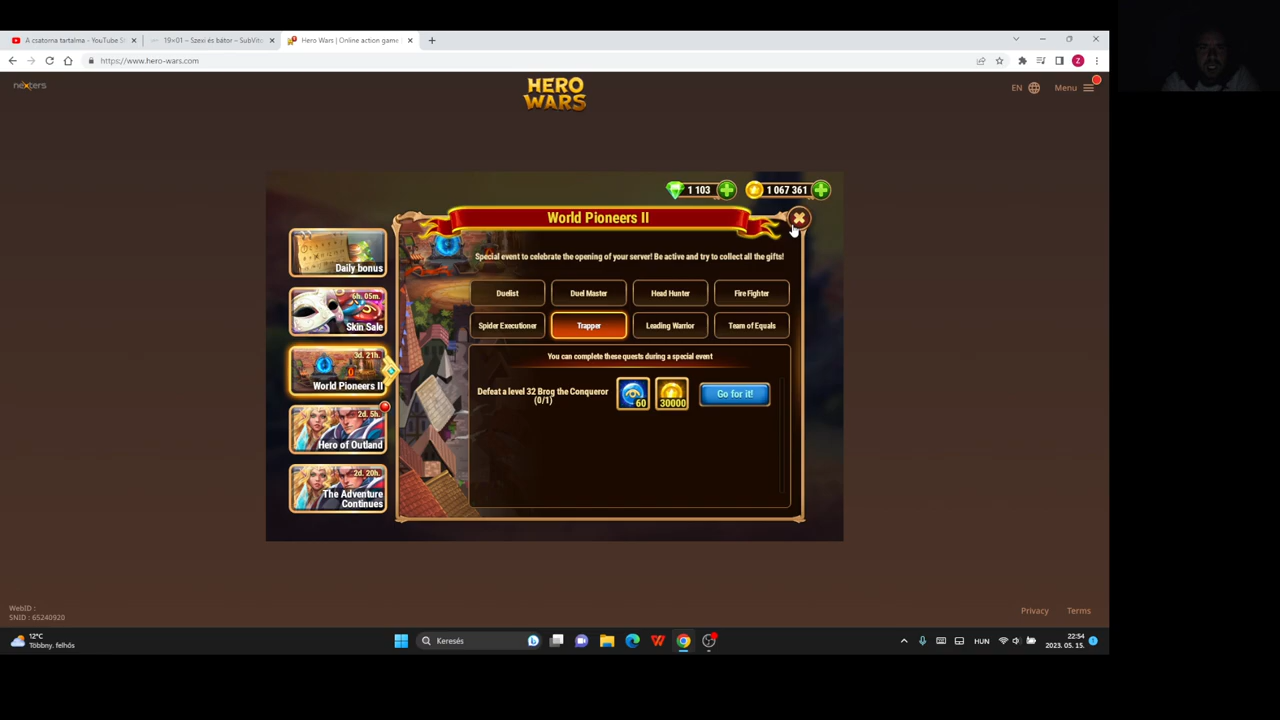 A csatorna tartalma - YouTube S
19×01 – Szexi és bátor – SubVito
Hero Wars | Online action game
https://www.hero-wars.com
Z
nexters
HERO
WARS
EN
Menu
1 103
1 067 361
World Pioneers II
Special event to celebrate the opening of your server! Be active and try to collect all the gifts!
Daily bonus
6h. 05m.
Skin Sale
3d. 21h.
World Pioneers II
2d. 5h.
Hero of Outland
2d. 20h.
The Adventure
Continues
Duelist
Duel Master
Head Hunter
Fire Fighter
Spider Executioner
Trapper
Leading Warrior
Team of Equals
You can complete these quests during a special event
Defeat a level 32 Brog the Conqueror
(0/1)
60
30000
Go for it!
WebID :
SNID : 65240920
Privacy
Terms
12°C
Többny. felhős
Keresés
HUN
22:54
2023. 05. 15.
1